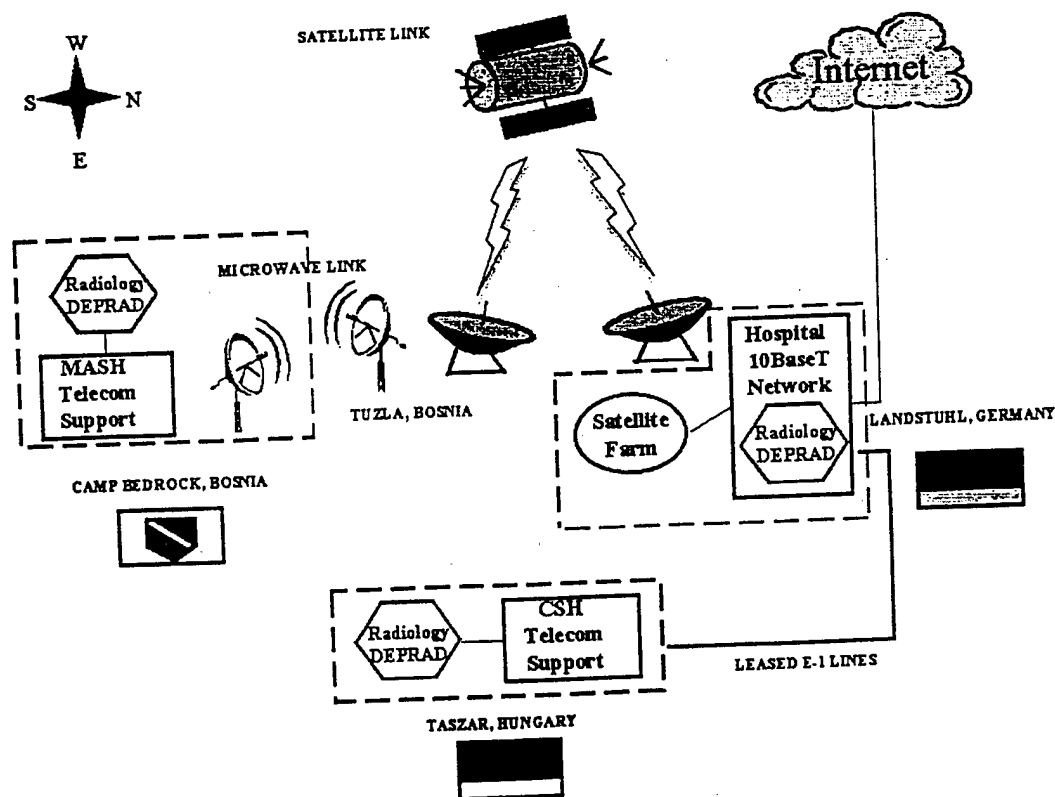 SATELLITE LINK
Internet
W
S
N
E
MICROWAVE LINK
Radiology
DEPRAD
MASH
Telecom
Support
TUZLA, BOSNIA
CAMP BEDROCK, BOSNIA
Hospital
10BaseT
Network
Satellite
Farm
Radiology
DEPRAD
LANDSTUHL, GERMANY
Radiology
DEPRAD
CSH
Telecom
Support
LEASED E-1 LINES
TASZAR, HUNGARY